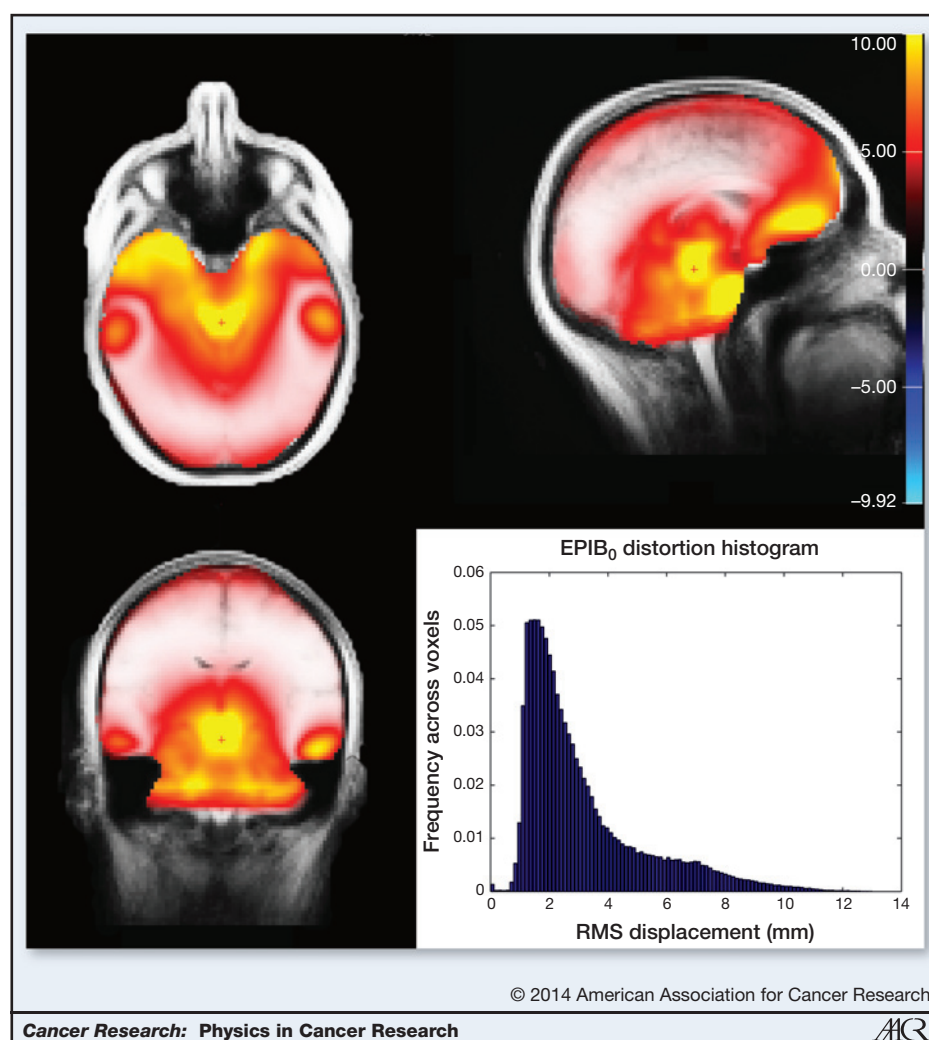 10.00
5.00
0.00
−5.00
−9.92
EPIB₀ distortion histogram
0.06
0.05
0.04
0.03
0.02
0.01
0
Frequency across voxels
0 2 4 6 8 10 12 14
RMS displacement (mm)
© 2014 American Association for Cancer Research
Cancer Research: Physics in Cancer Research
AACR